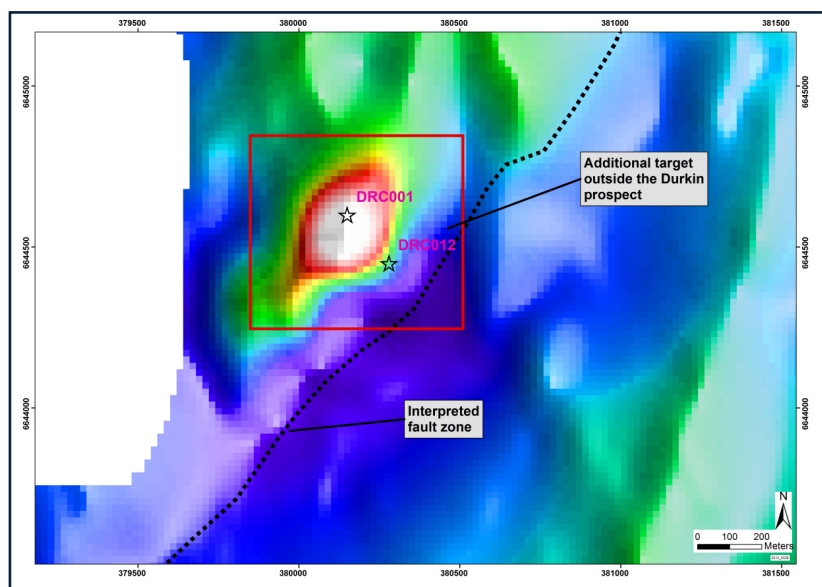 379500
380000
380500
381000
381500
6645000
6645000
Additional target
outside the Durkin
prospect
DRC001
DRC012
6644500
6644500
Interpreted
fault zone
6644000
6644000
N
0 100 200
Meters
379500
380000
380500
381000
381500